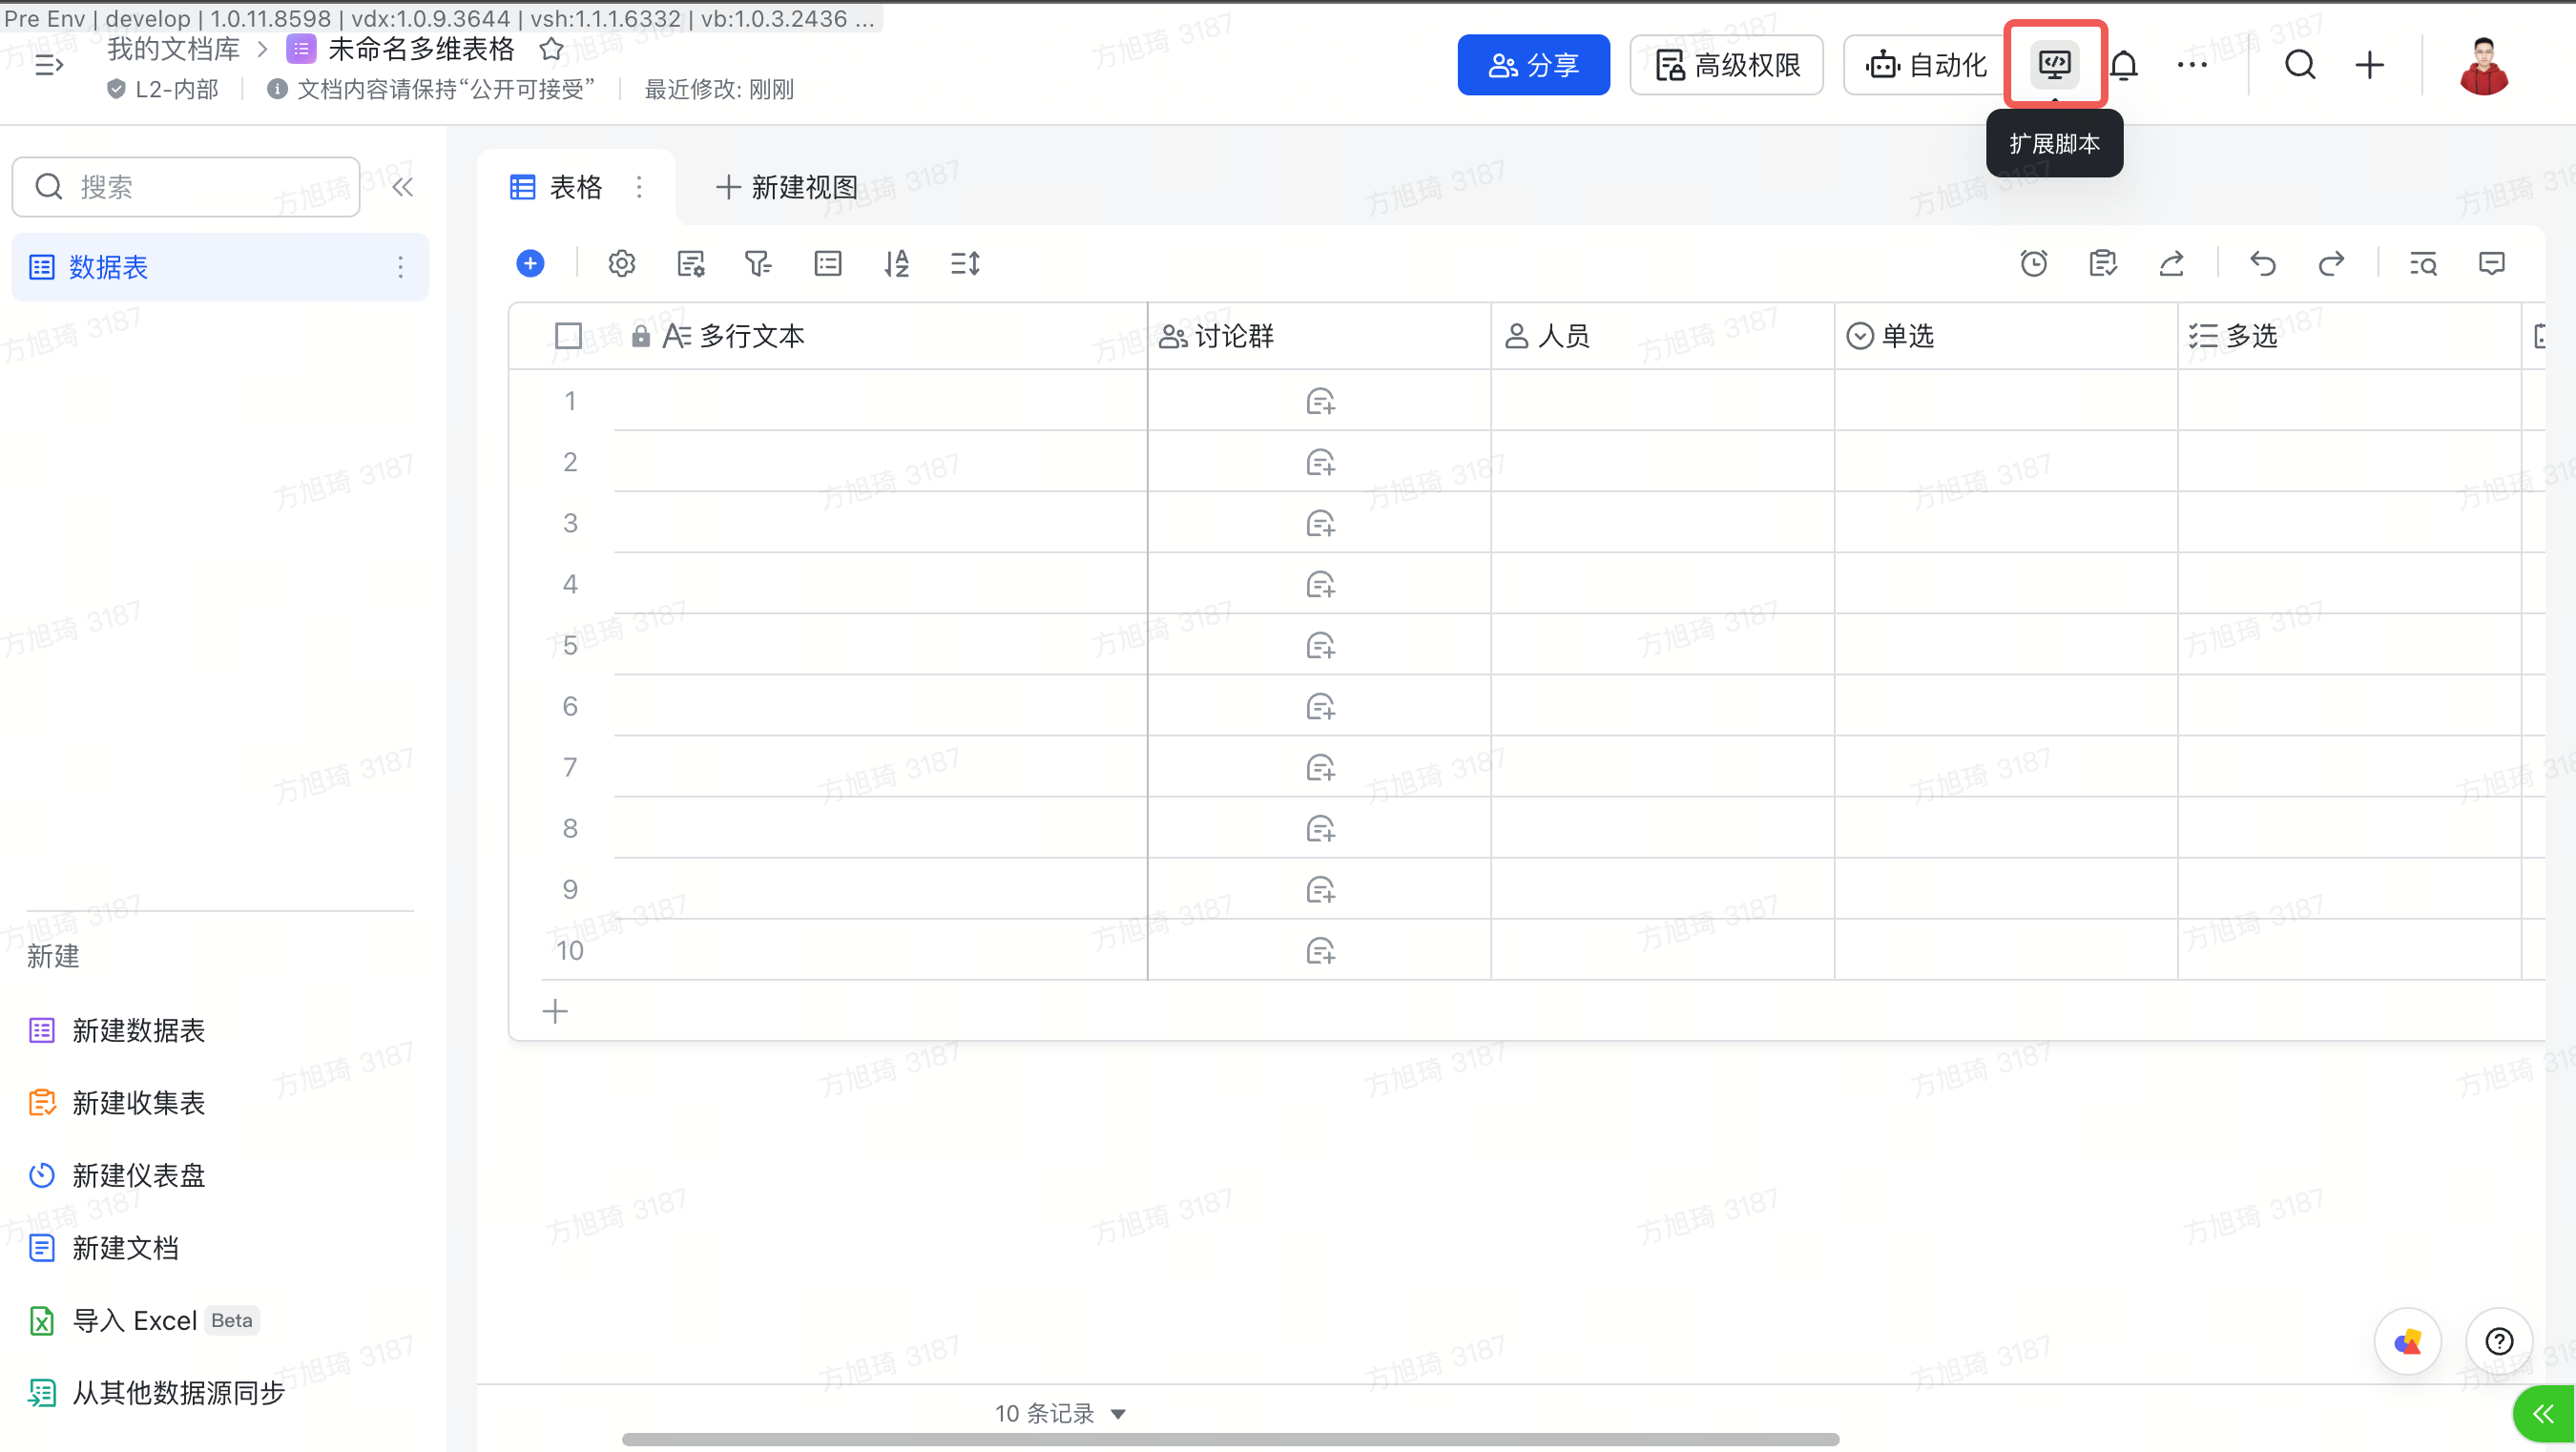 Pre Env | develop | 1.0.11.8598 | vdx:1.0.9.3644 | vsh:1.1.1.6332 | vb:1.0.3.2436 ...
我的文档库 > 未命名多维表格
L2-内部 文档内容请保持“公开可接受” 最近修改: 刚刚
分享 高级权限 自动化
扩展脚本
搜索
表格 新建视图
数据表
多行文本 讨论群 人员 单选 多选
1
2
3
4
5
6
7
8
9
10
新建
新建数据表
新建收集表
新建仪表盘
新建文档
导入 Excel Beta
从其他数据源同步
10 条记录
方旭琦 3187